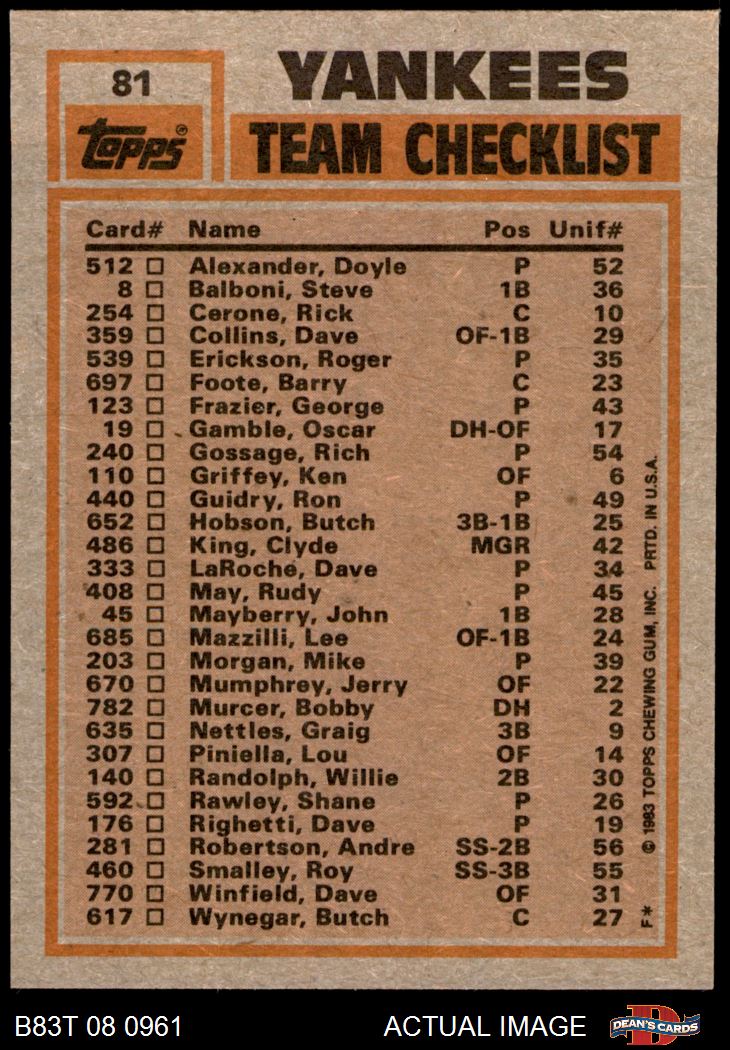 81
YANKEES
Topps®
TEAM CHECKLIST
Card# Name Pos Unif#
512 □ Alexander, Doyle P 52
8 □ Balboni, Steve 1B 36
254 □ Cerone, Rick C 10
359 □ Collins, Dave OF-1B 29
539 □ Erickson, Roger P 35
697 □ Foote, Barry C 23
123 □ Frazier, George P 43
19 □ Gamble, Oscar DH-OF 17
240 □ Gossage, Rich P 54
110 □ Griffey, Ken OF 6
440 □ Guidry, Ron P 49
652 □ Hobson, Butch 3B-1B 25
486 □ King, Clyde MGR 42
333 □ LaRoche, Dave P 34
408 □ May, Rudy P 45
45 □ Mayberry, John 1B 28
685 □ Mazzilli, Lee OF-1B 24
203 □ Morgan, Mike P 39
670 □ Mumphrey, Jerry OF 22
782 □ Murcer, Bobby DH 2
635 □ Nettles, Graig 3B 9
307 □ Piniella, Lou OF 14
140 □ Randolph, Willie 2B 30
592 □ Rawley, Shane P 26
176 □ Righetti, Dave P 19
281 □ Robertson, Andre SS-2B 56
460 □ Smalley, Roy SS-3B 55
770 □ Winfield, Dave OF 31
617 □ Wynegar, Butch C 27
F* © 1983 TOPPS CHEWING GUM, INC. PRTD. IN U.S.A.
B83T 08 0961 ACTUAL IMAGE
D DEAN'S CARDS